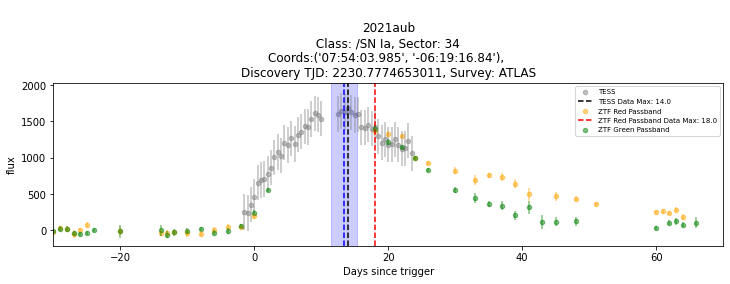 2021aub
Class: /SN Ia, Sector: 34
Coords:('07:54:03.985', '-06:19:16.84'),
Discovery TJD: 2230.7774653011, Survey: ATLAS
2000
1500
1000
500
0
flux
−20
0
20
40
60
Days since trigger
TESS
TESS Data Max: 14.0
ZTF Red Passband
ZTF Red Passband Data Max: 18.0
ZTF Green Passband